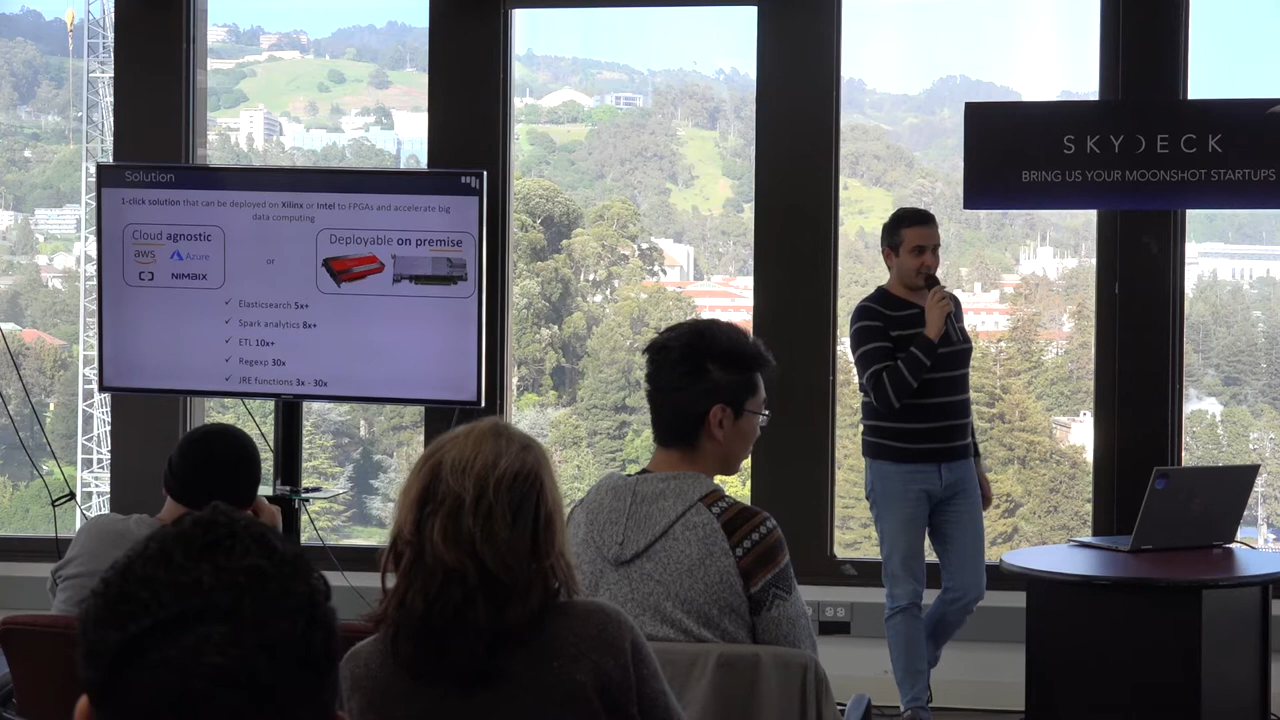 Solution
1-click solution that can be deployed on Xilinx or Intel to FPGAs and accelerate big
data computing
Cloud agnostic
aws
Azure
NIMBIX
or
Deployable on premise
Elasticsearch 5x+
Spark analytics 8x+
ETL 10x+
Regexp 30x
JRE functions 3x - 30x
SKYDECK
BRING US YOUR MOONSHOT STARTUPS